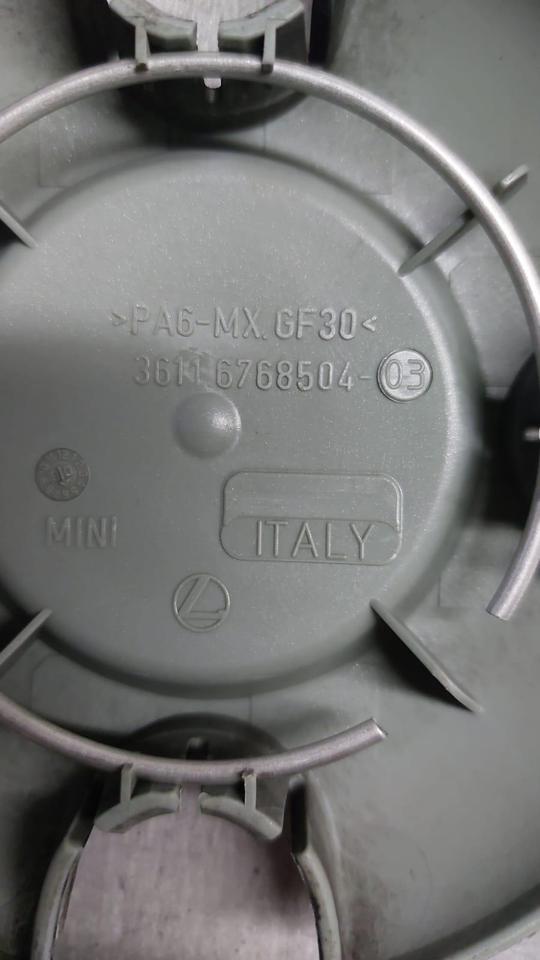 >PA6-MX.GF30<
3611 6768504-03
MINI
ITALY